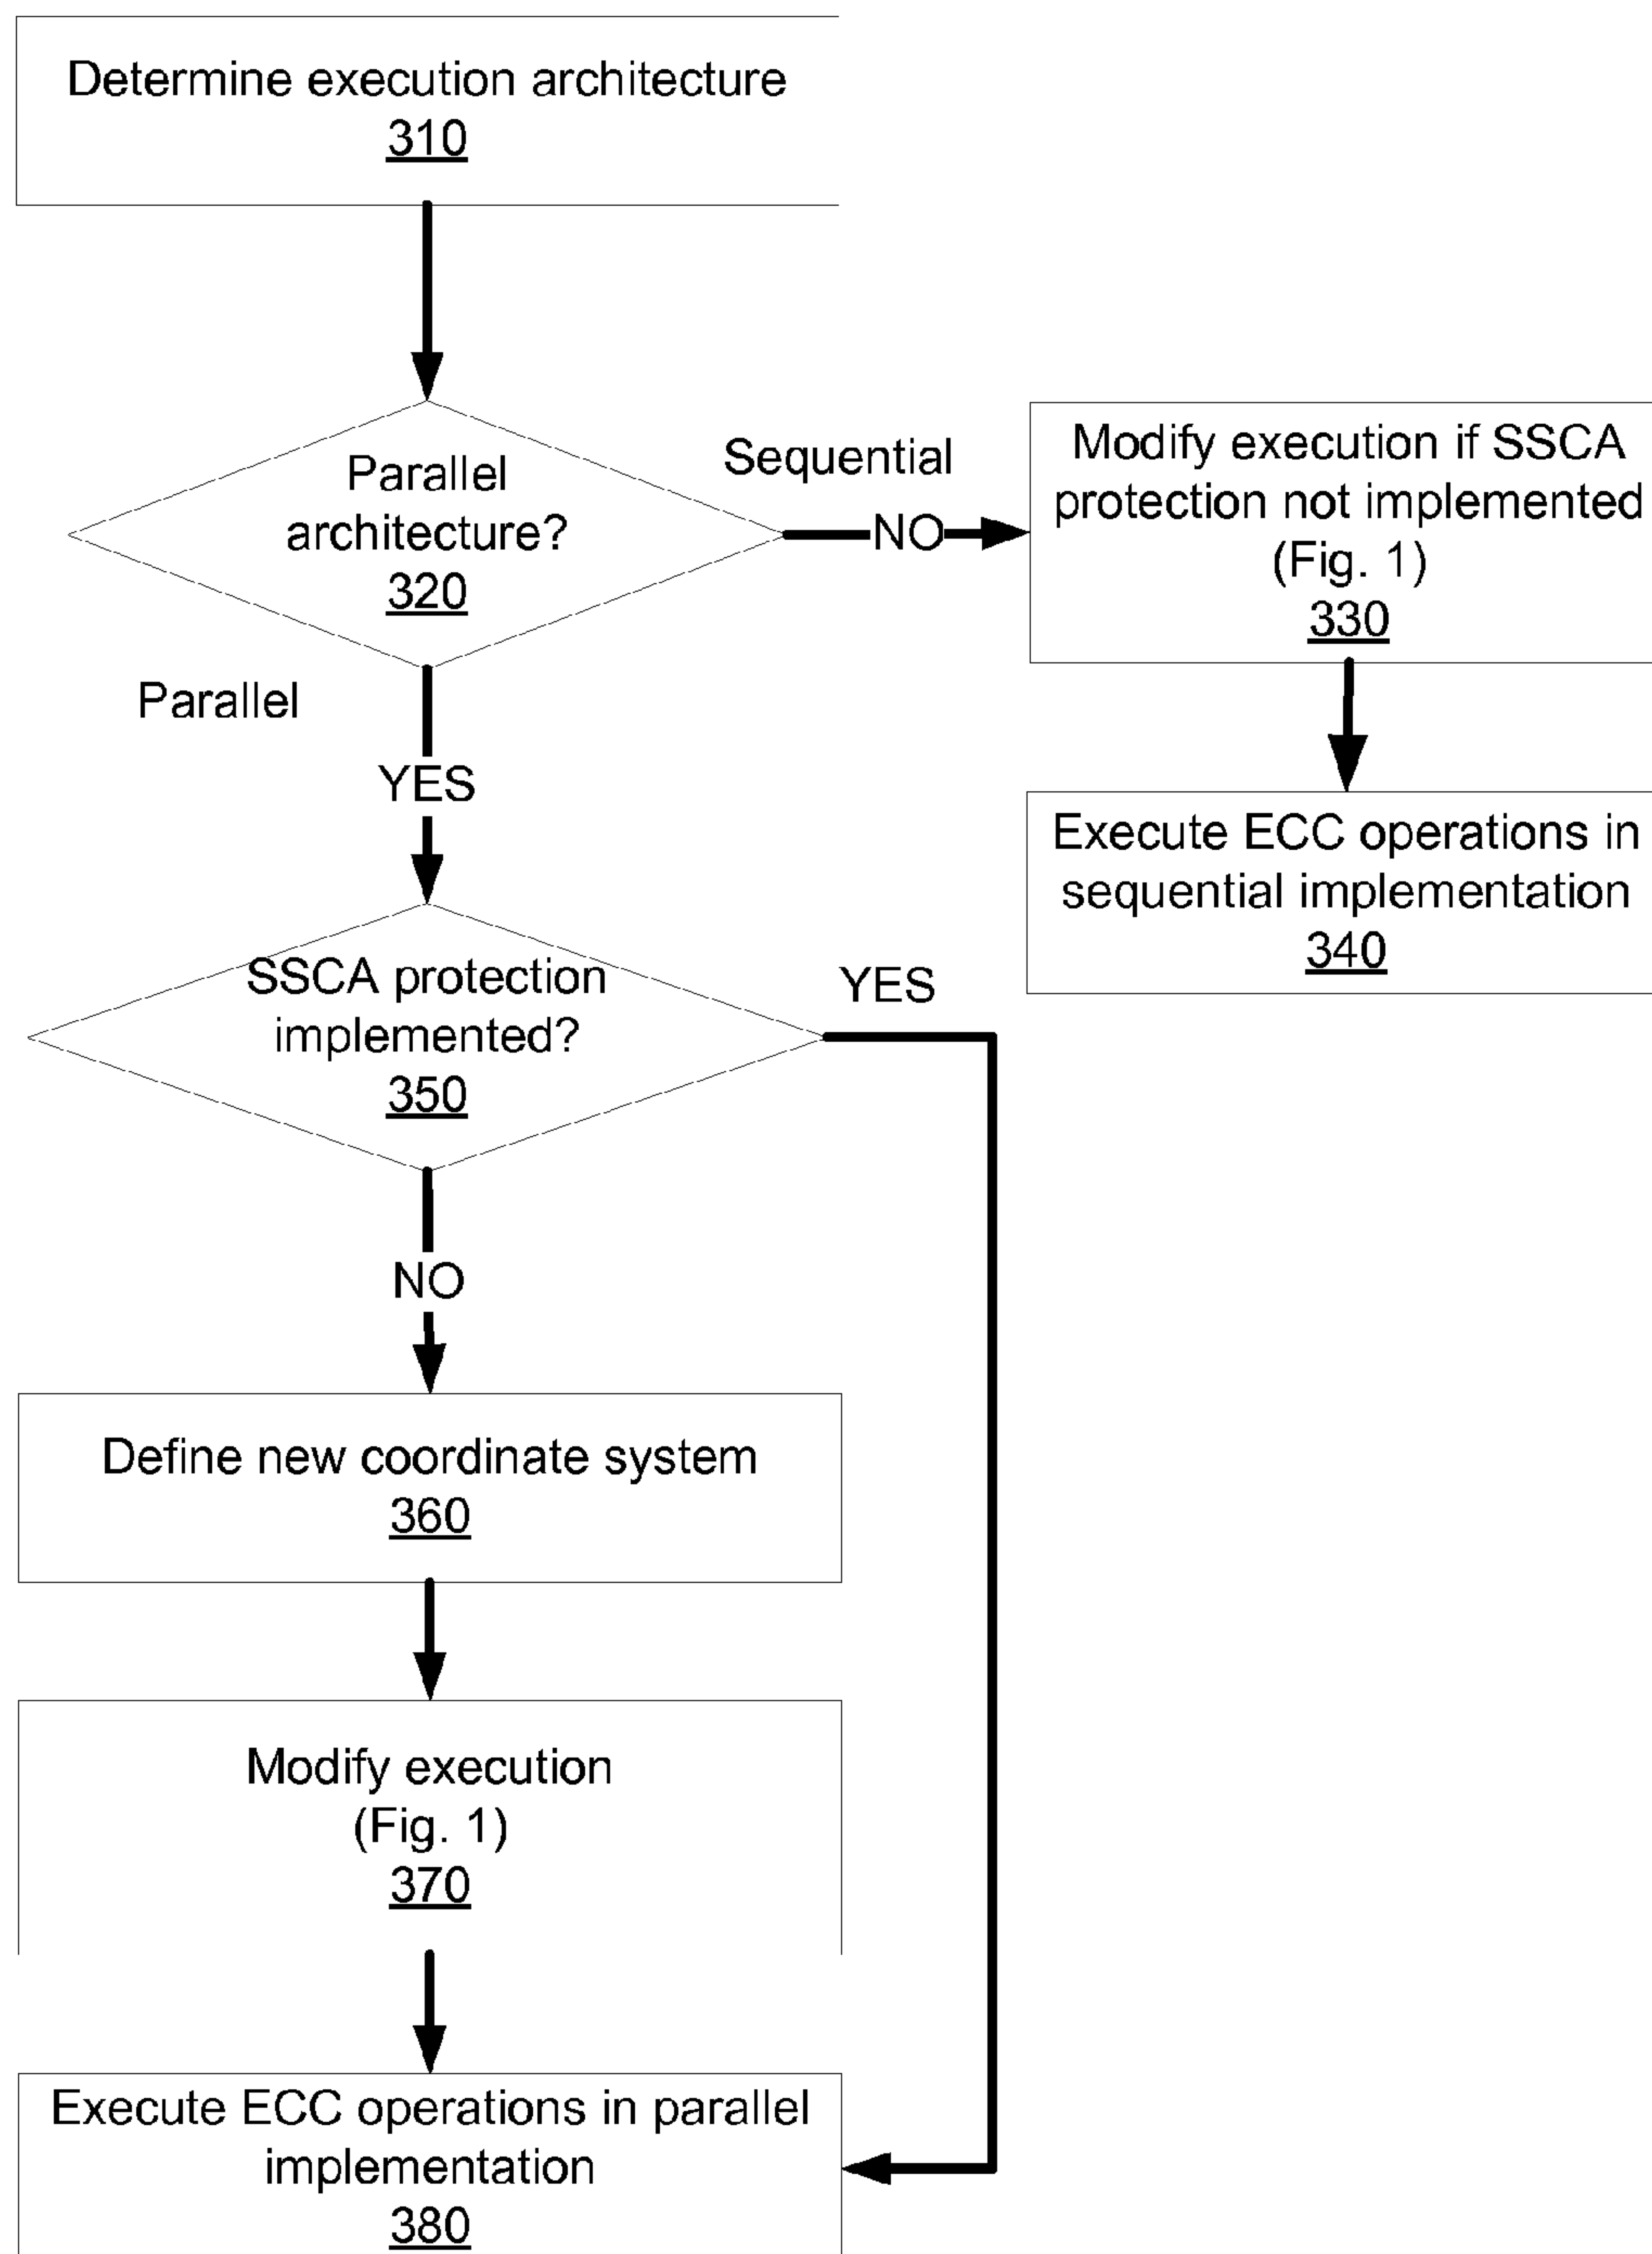 Determine execution architecture
310
Parallel
architecture?
320
Sequential
NO
Modify execution if SSCA
protection not implemented
(Fig. 1)
330
Parallel
YES
Execute ECC operations in
sequential implementation
340
SSCA protection
implemented?
350
YES
NO
Define new coordinate system
360
Modify execution
(Fig. 1)
370
Execute ECC operations in parallel
implementation
380